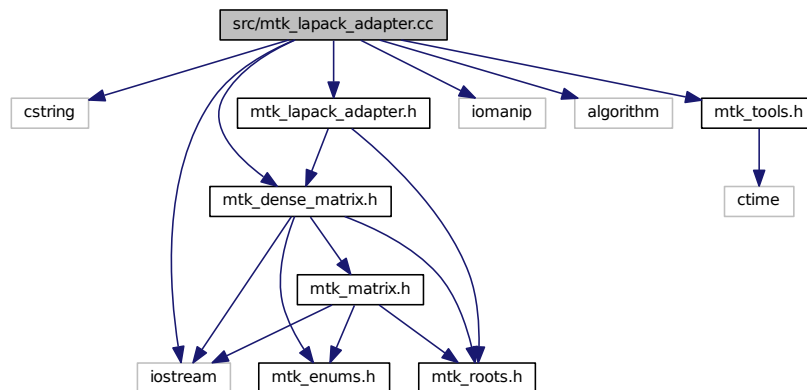 src/mtk_lapack_adapter.cc
cstring
mtk_lapack_adapter.h
iomanip
algorithm
mtk_tools.h
mtk_dense_matrix.h
ctime
mtk_matrix.h
iostream
mtk_enums.h
mtk_roots.h